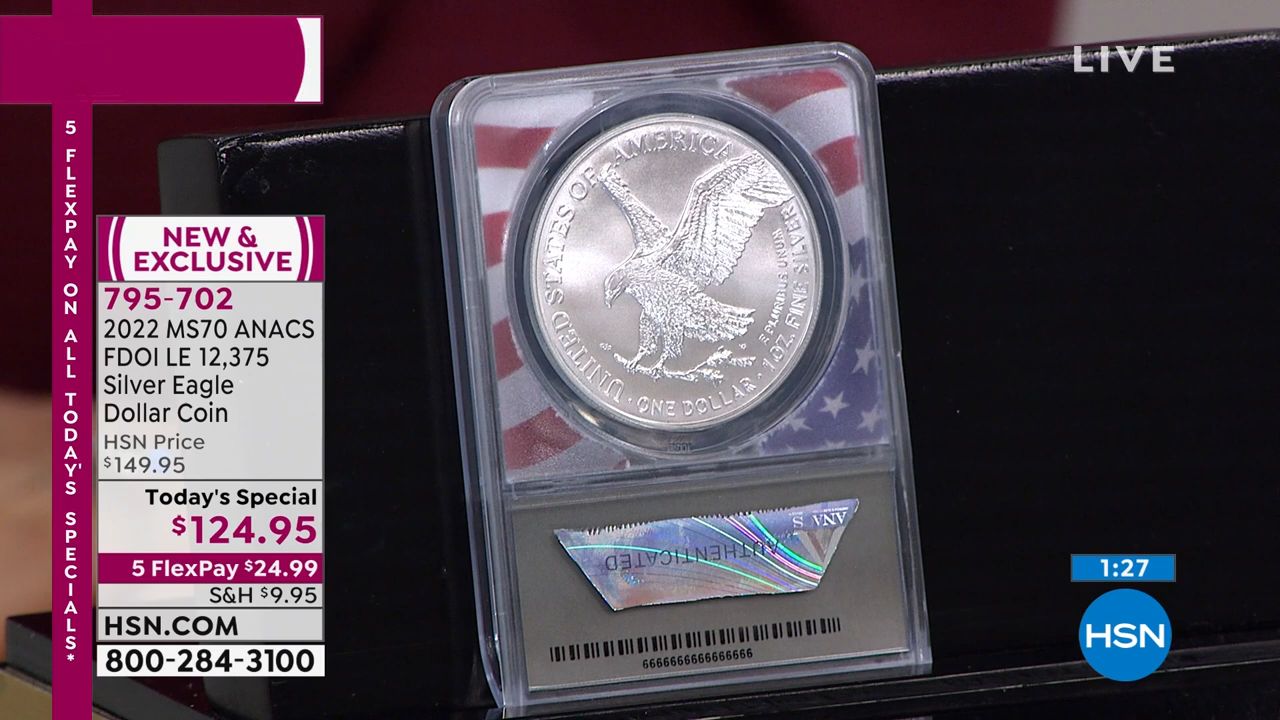 LIVE
5 FLEXPAY ON ALL TODAY'S SPECIALS*
NEW &
EXCLUSIVE
795-702
2022 MS70 ANACS
FDOI LE 12,375
Silver Eagle
Dollar Coin
HSN Price
$149.95
Today's Special
$124.95
5 FlexPay $24.99
S&H $9.95
HSN.COM
800-284-3100
UNITED STATES OF AMERICA
E PLURIBUS UNUM
1 OZ. FINE SILVER
ONE DOLLAR
ANA S
AUTHENTICATED
6666666666666666
1:27
HSN